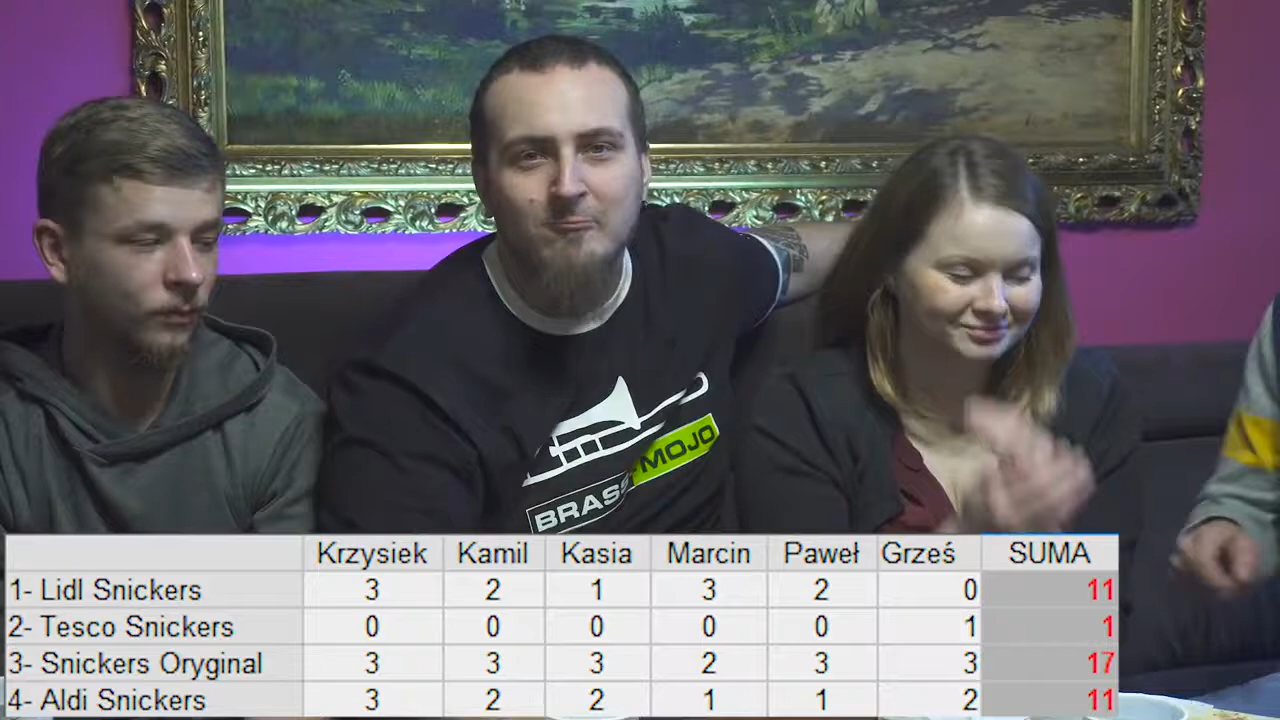 BRASS MOJO
Krzysiek Kamil Kasia Marcin Paweł Grześ SUMA
1- Lidl Snickers 3 2 1 3 2 0 11
2- Tesco Snickers 0 0 0 0 0 1 1
3- Snickers Oryginal 3 3 3 2 3 3 17
4- Aldi Snickers 3 2 2 1 1 2 11